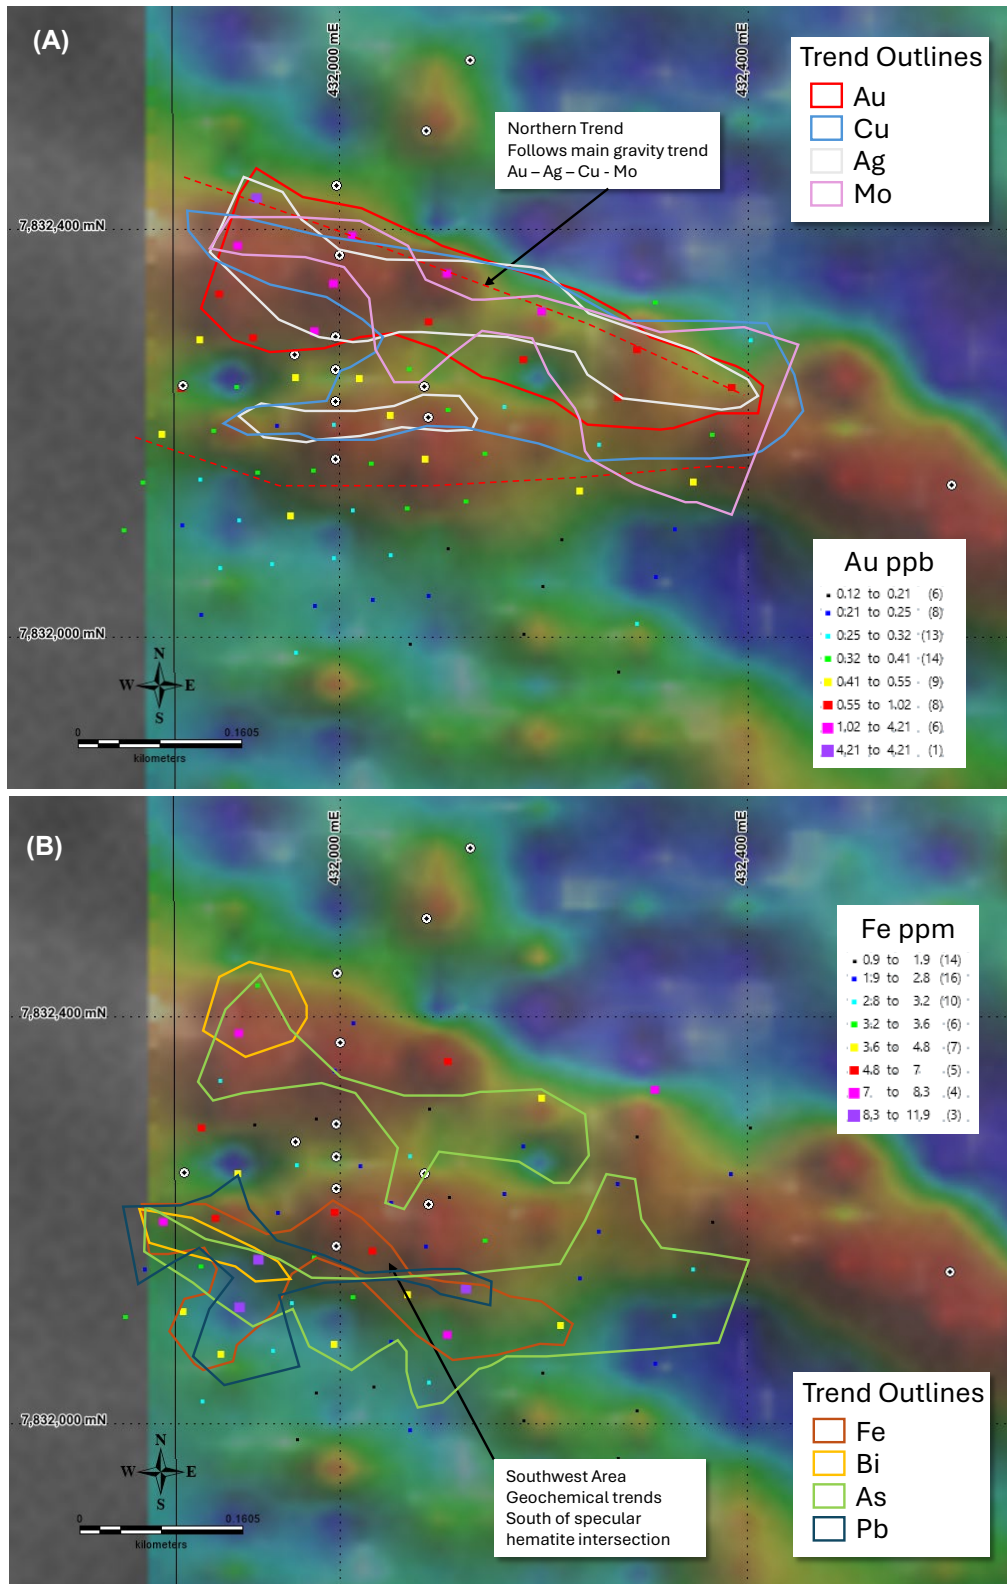 (A)
432,000 mE
432,400 mE
Trend Outlines
Au
Cu
Ag
Mo
Northern Trend
Follows main gravity trend
Au – Ag – Cu - Mo
7,832,400 mN
Au ppb
0.12 to 0.21 (6)
0.21 to 0.25 (8)
0.25 to 0.32 (13)
0.32 to 0.41 (14)
0.41 to 0.55 (9)
0.55 to 1.02 (8)
1.02 to 4.21 (6)
4.21 to 4.21 (1)
7,832,000 mN
N
W E
S
0 0.1605
kilometers
(B)
432,000 mE
432,400 mE
Fe ppm
0.9 to 1.9 (14)
1.9 to 2.8 (16)
2.8 to 3.2 (10)
3.2 to 3.6 (6)
3.6 to 4.8 (7)
4.8 to 7 (5)
7. to 8.3 (4)
8.3 to 11.9 (3)
7,832,400 mN
7,832,000 mN
Trend Outlines
Fe
Bi
As
Pb
N
W E
S
0 0.1605
kilometers
Southwest Area
Geochemical trends
South of specular
hematite intersection